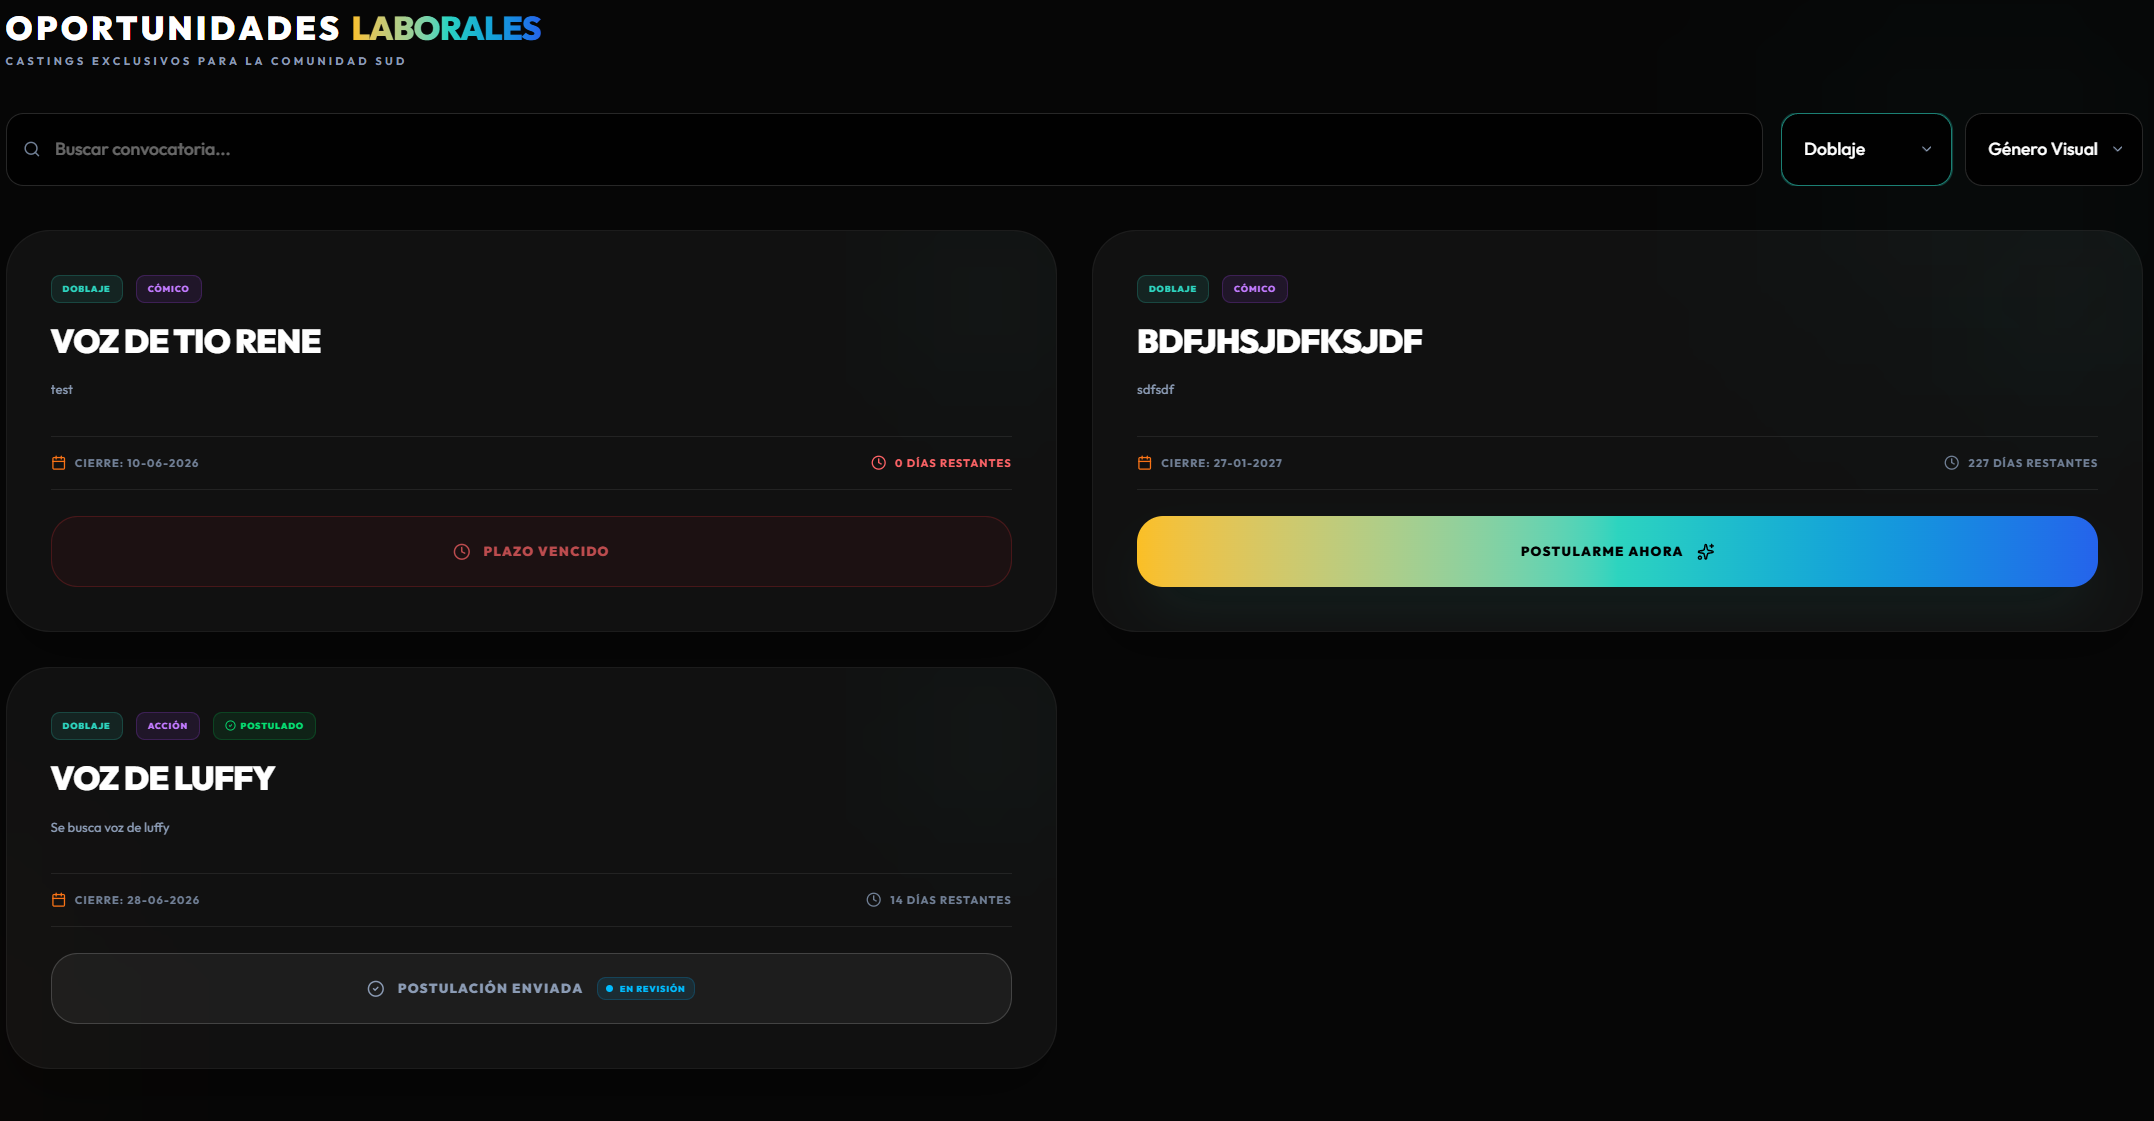 OPORTUNIDADES LABORALES
CASTINGS EXCLUSIVOS PARA LA COMUNIDAD SUD
Buscar convocatoria...
Doblaje
Género Visual
DOBLAJE CÓMICO
VOZ DE TIO RENE
test
CIERRE: 10-06-2026
0 DÍAS RESTANTES
PLAZO VENCIDO
DOBLAJE CÓMICO
BDFJHSJDFKSJDF
sdfsdf
CIERRE: 27-01-2027
227 DÍAS RESTANTES
POSTULARME AHORA
DOBLAJE ACCIÓN POSTULADO
VOZ DE LUFFY
Se busca voz de luffy
CIERRE: 28-06-2026
14 DÍAS RESTANTES
POSTULACIÓN ENVIADA EN REVISIÓN